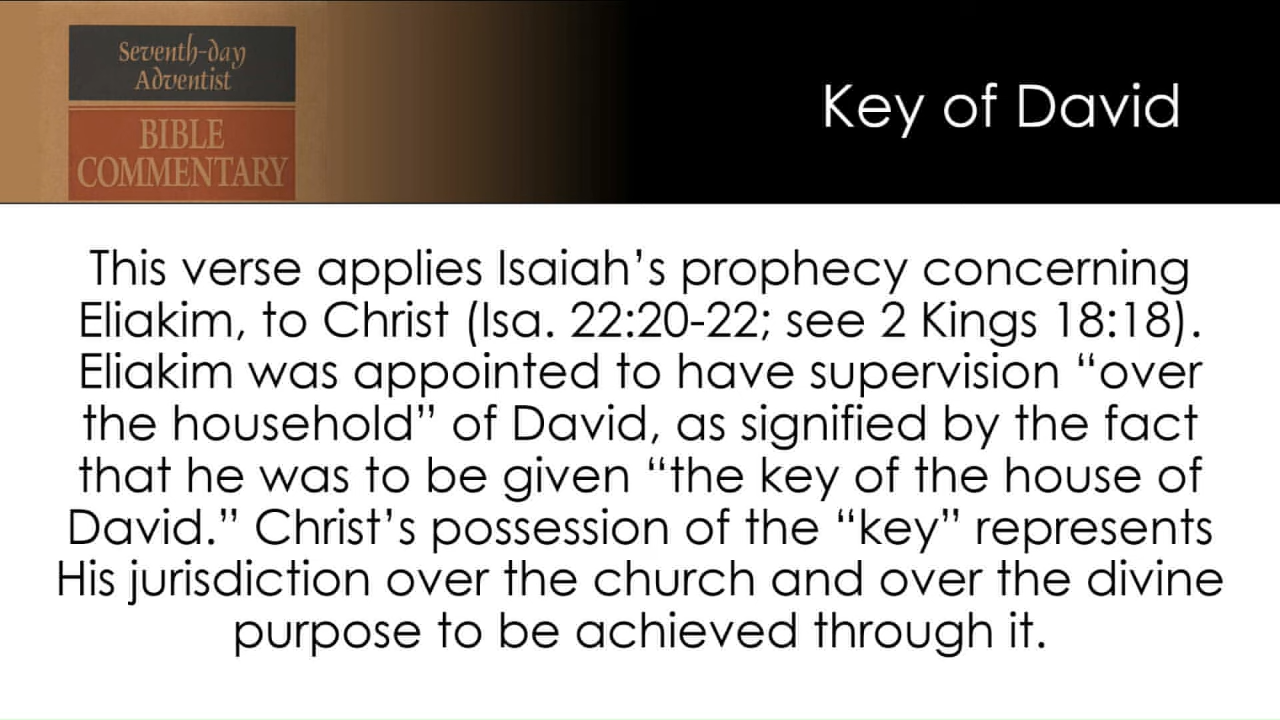 Seventh-day
Adventist
BIBLE
COMMENTARY
Key of David
This verse applies Isaiah’s prophecy concerning
Eliakim, to Christ (Isa. 22:20-22; see 2 Kings 18:18).
Eliakim was appointed to have supervision “over
the household” of David, as signified by the fact
that he was to be given “the key of the house of
David.” Christ’s possession of the “key” represents
His jurisdiction over the church and over the divine
purpose to be achieved through it.